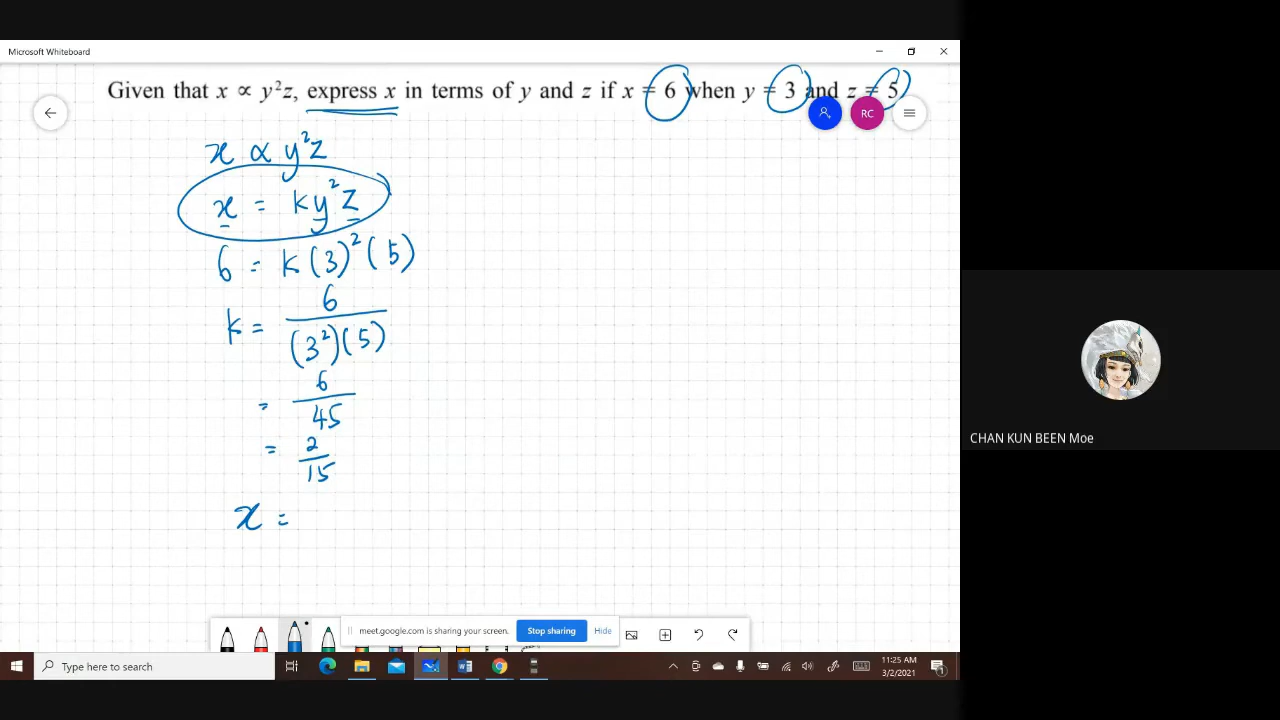 Microsoft Whiteboard
Given that x ∝ y²z, express x in terms of y and z if x = 6 when y = 3 and z = 5.
RC
x ∝ y²z
x = ky²z
6 = k(3)²(5)
k = 6/(3²)(5)
= 6/45
= 2/15
x =
CHAN KUN BEEN Moe
meet.google.com is sharing your screen.
Stop sharing
Hide
Type here to search
11:25 AM
3/2/2021
1